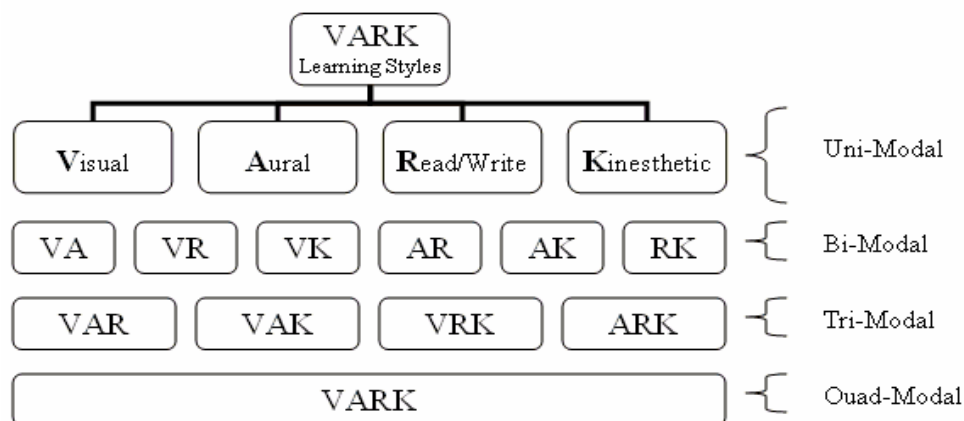 VARK
Learning Styles
Visual Aural Read/Write Kinesthetic Uni-Modal
VA VR VK AR AK RK Bi-Modal
VAR VAK VRK ARK Tri-Modal
VARK Quad-Modal